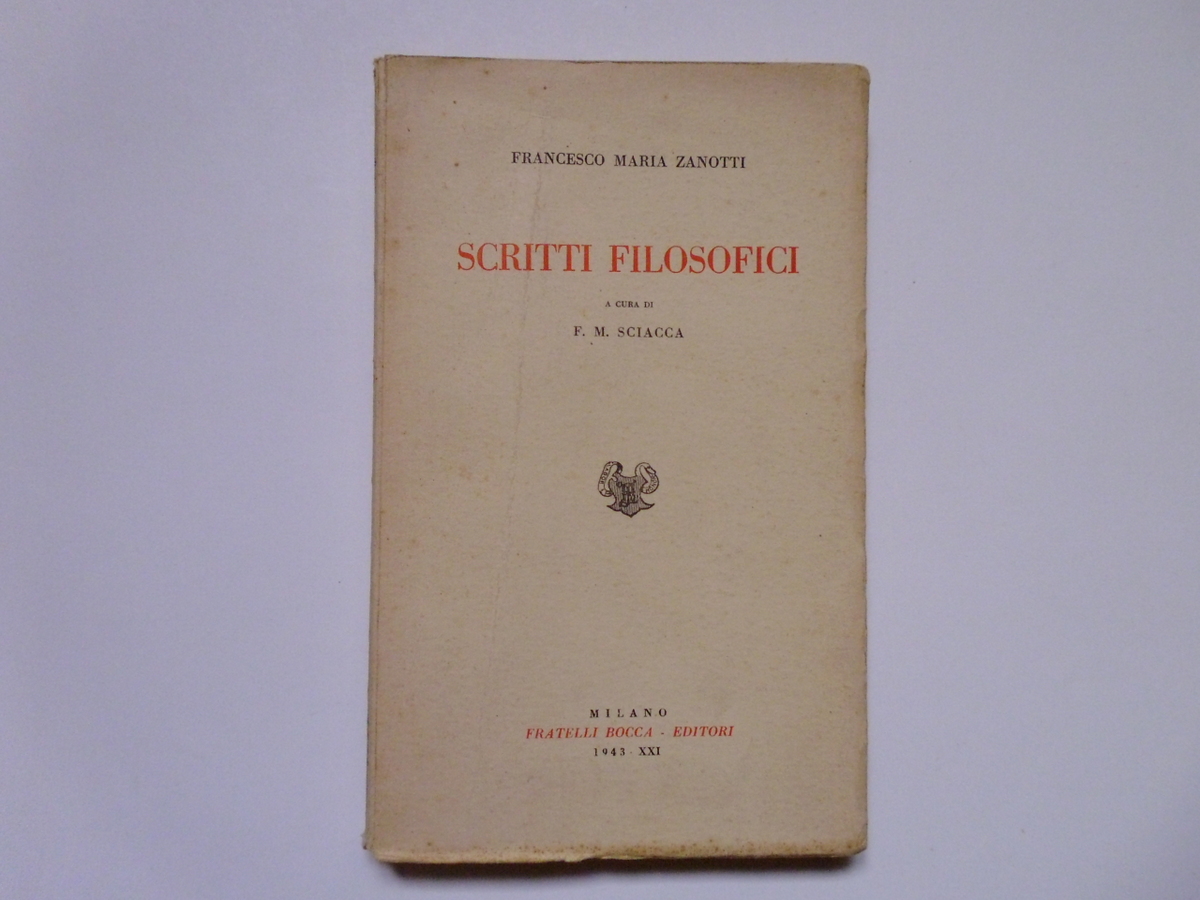 FRANCESCO MARIA ZANOTTI
SCRITTI FILOSOFICI
A CURA DI
F. M. SCIACCA
MILANO
FRATELLI BOCCA - EDITORI
1943 - XXI